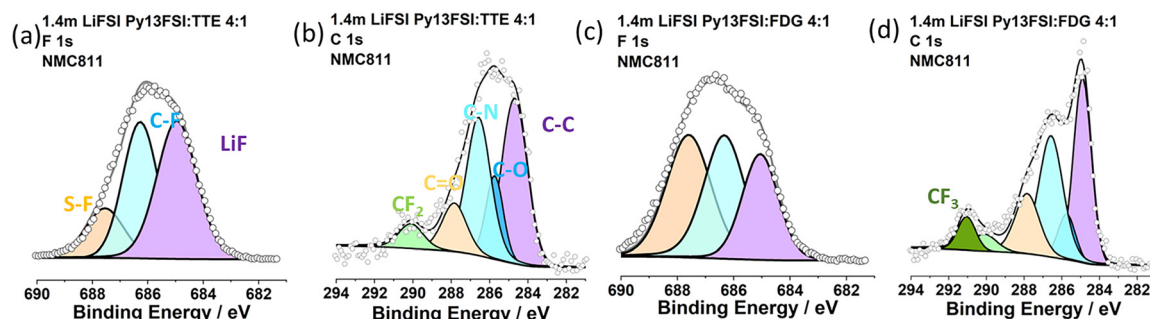 (a)
1.4m LiFSI Py13FSI:TTE 4:1
F 1s
NMC811
C-F
LiF
S-F
690 688 686 684 682
Binding Energy / eV
(b)
1.4m LiFSI Py13FSI:TTE 4:1
C 1s
NMC811
C-N
C-C
C-O
C=O
CF2
294 292 290 288 286 284 282
Binding Energy / eV
(c)
1.4m LiFSI Py13FSI:FDG 4:1
F 1s
NMC811
690 688 686 684 682
Binding Energy / eV
(d)
1.4m LiFSI Py13FSI:FDG 4:1
C 1s
NMC811
CF3
294 292 290 288 286 284 282
Binding Energy / eV